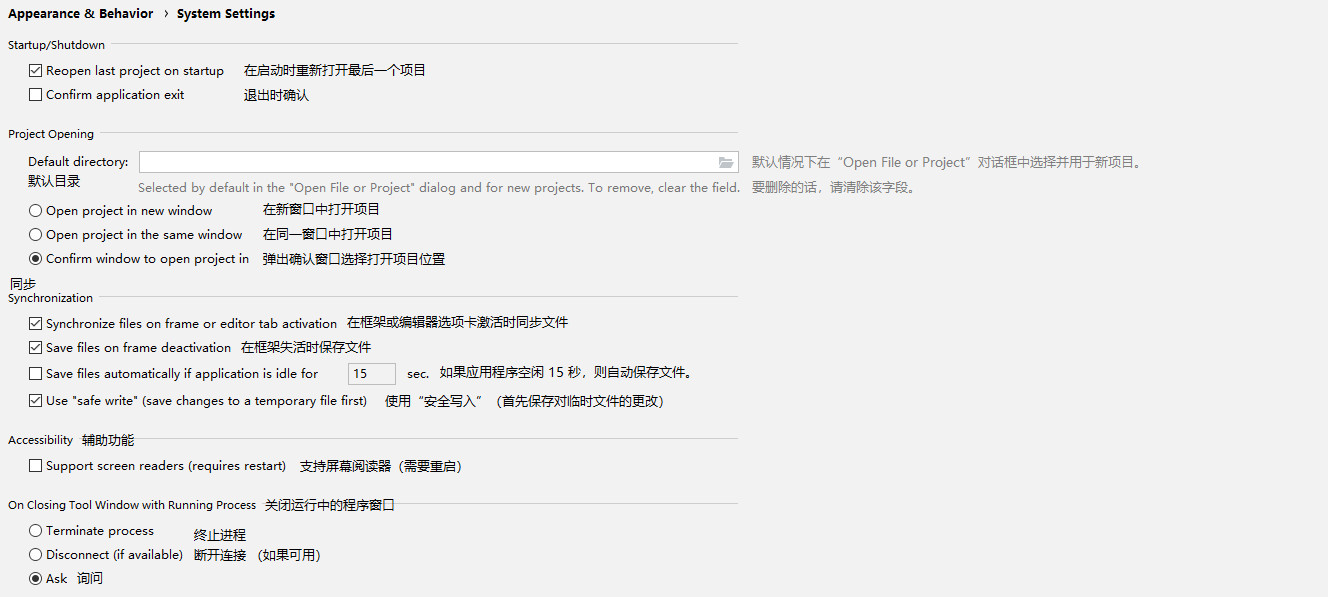 Appearance & Behavior › System Settings
Startup/Shutdown
Reopen last project on startup 在启动时重新打开最后一个项目
Confirm application exit 退出时确认
Project Opening
Default directory: 默认情况下在“Open File or Project”对话框中选择并用于新项目。
默认目录 Selected by default in the "Open File or Project" dialog and for new projects. To remove, clear the field. 要删除的话，请清除该字段。
Open project in new window 在新窗口中打开项目
Open project in the same window 在同一窗口中打开项目
Confirm window to open project in 弹出确认窗口选择打开项目位置
同步
Synchronization
Synchronize files on frame or editor tab activation 在框架或编辑器选项卡激活时同步文件
Save files on frame deactivation 在框架失活时保存文件
Save files automatically if application is idle for 15 sec. 如果应用程序空闲 15 秒，则自动保存文件。
Use "safe write" (save changes to a temporary file first) 使用“安全写入”（首先保存对临时文件的更改）
Accessibility 辅助功能
Support screen readers (requires restart) 支持屏幕阅读器（需要重启）
On Closing Tool Window with Running Process 关闭运行中的程序窗口
Terminate process 终止进程
Disconnect (if available) 断开连接 （如果可用）
Ask 询问